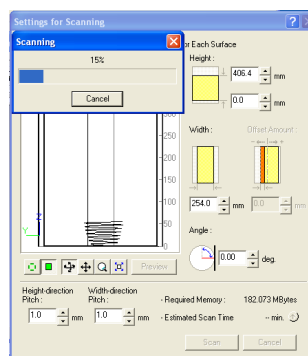 Settings for Scanning
Scanning
15%
Cancel
or Each Surface
Height:
406.4 mm
0.0 mm
Width:
Offset Amount:
254.0 mm
0.0 mm
Angle:
0.00 deg.
150
100
50
0
Z
Y
Preview
Height-direction Pitch:
Width-direction Pitch:
1.0 mm
1.0 mm
- Required Memory: 182.073 MBytes
- Estimated Scan Time -- min.
Scan
Cancel